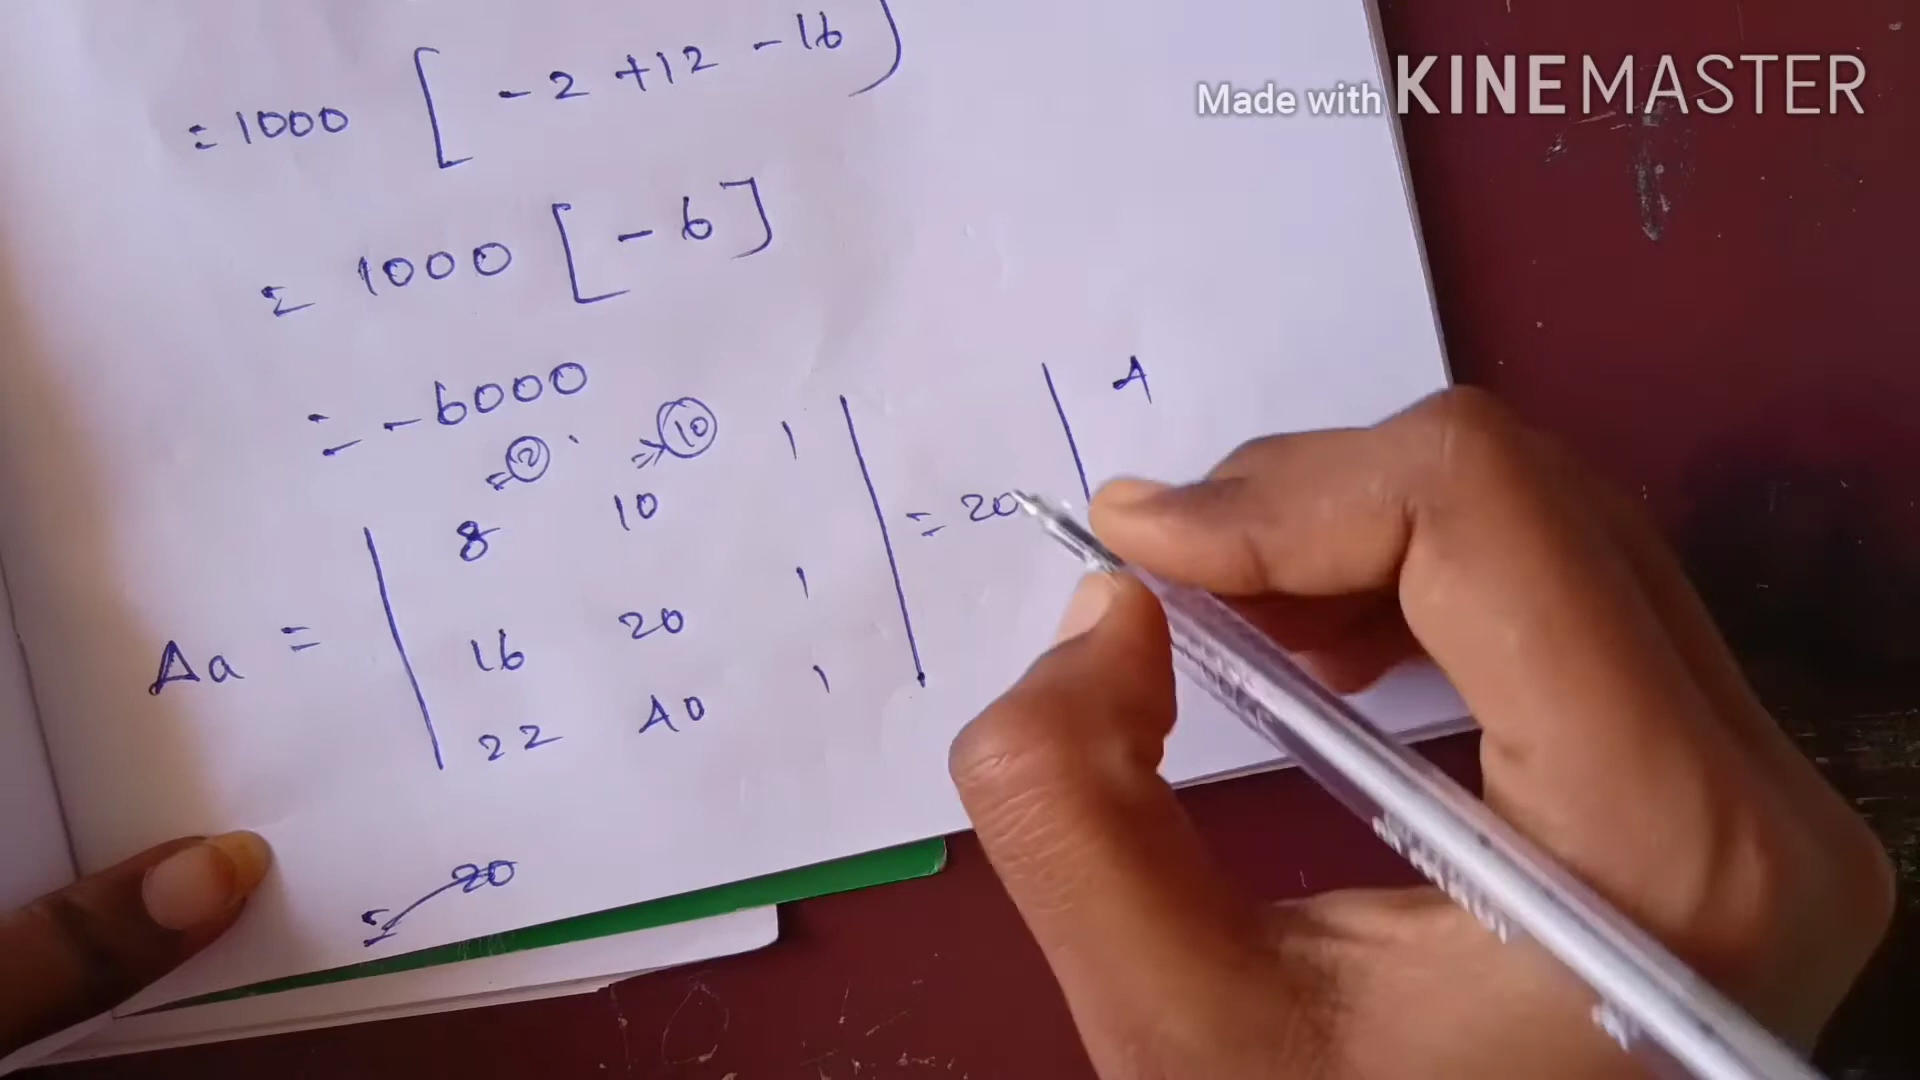 = 1000 [ -2 +12 -16 )
Made with KINEMASTER
= 1000 [ -6 ]
= -6000
2 10
8 10 1
16 20 1
22 40 1
Δa =
= 20 | 4
= 20